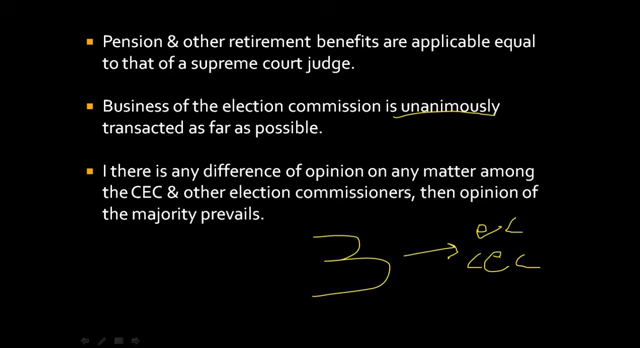 Pension & other retirement benefits are applicable equal
to that of a supreme court judge.
Business of the election commission is unanimously
transacted as far as possible.
I there is any difference of opinion on any matter among
the CEC & other election commissioners, then opinion of
the majority prevails.
ec
3 → CEC